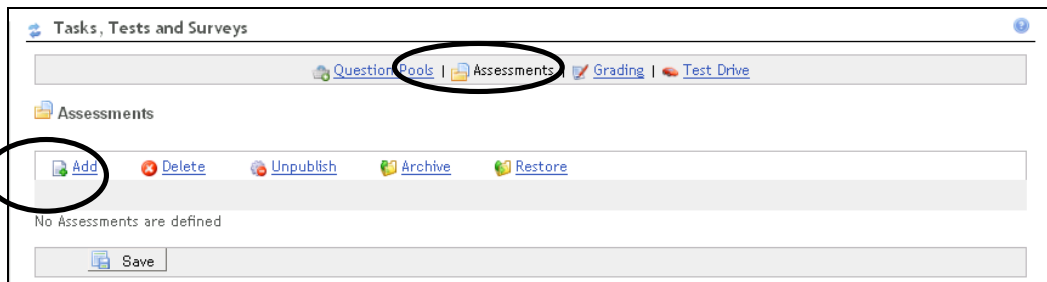 Tasks, Tests and Surveys
Question Pools | Assessments | Grading | Test Drive
Assessments
Add Delete Unpublish Archive Restore
No Assessments are defined
Save